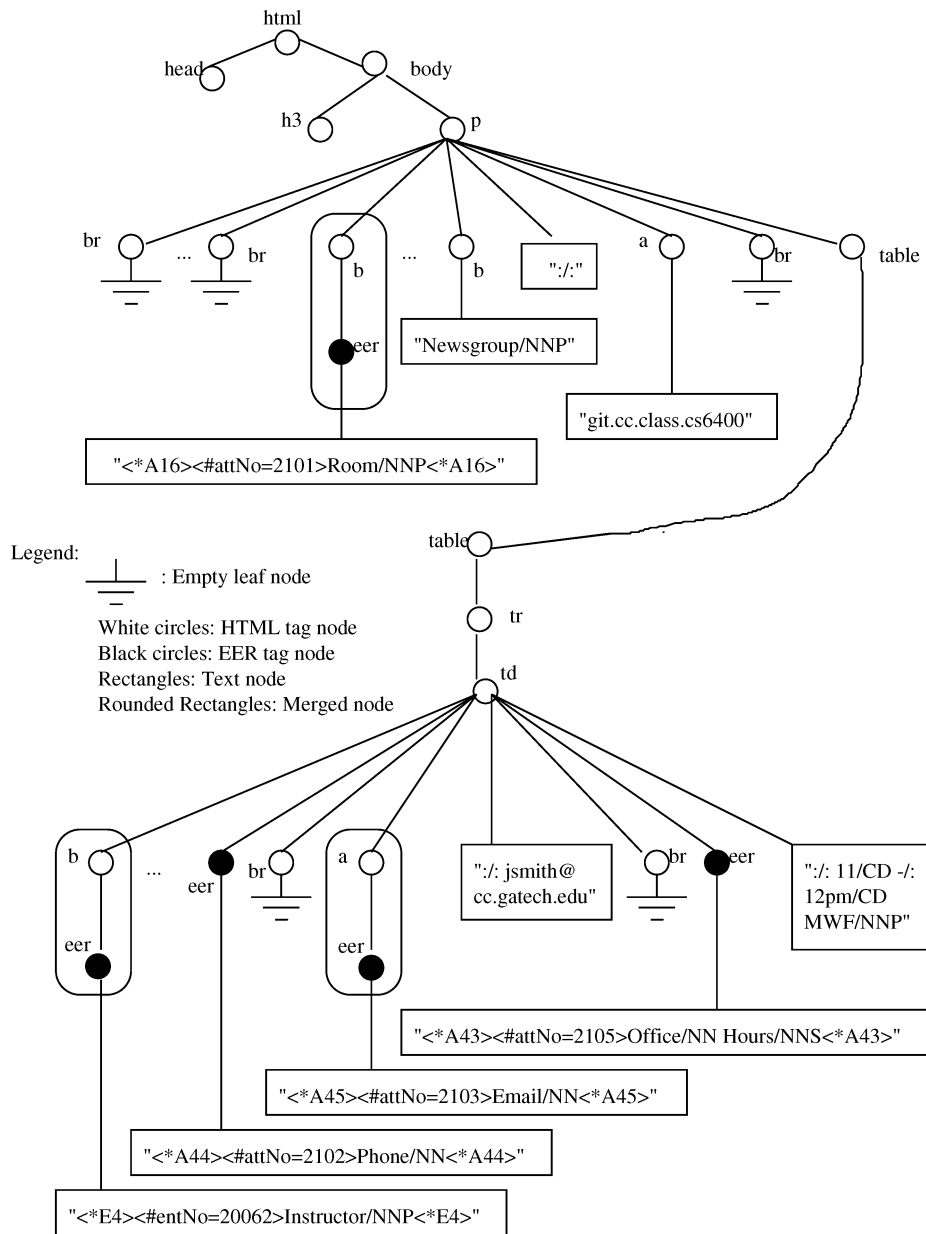 html
head
body
h3
p
br
...
br
b
...
b
":/:"
a
br
table
eer
"Newsgroup/NNP"
"git.cc.class.cs6400"
"<*A16><#attNo=2101>Room/NNP<*A16>"
table
Legend:
: Empty leaf node
tr
White circles: HTML tag node
Black circles: EER tag node
Rectangles: Text node
Rounded Rectangles: Merged node
td
b
...
eer
br
a
":/: jsmith@
cc.gatech.edu"
br
eer
":/: 11/CD -/:
12pm/CD
MWF/NNP"
eer
eer
"<*A43><#attNo=2105>Office/NN Hours/NNS<*A43>"
"<*A45><#attNo=2103>Email/NN<*A45>"
"<*A44><#attNo=2102>Phone/NN<*A44>"
"<*E4><#entNo=20062>Instructor/NNP<*E4>"